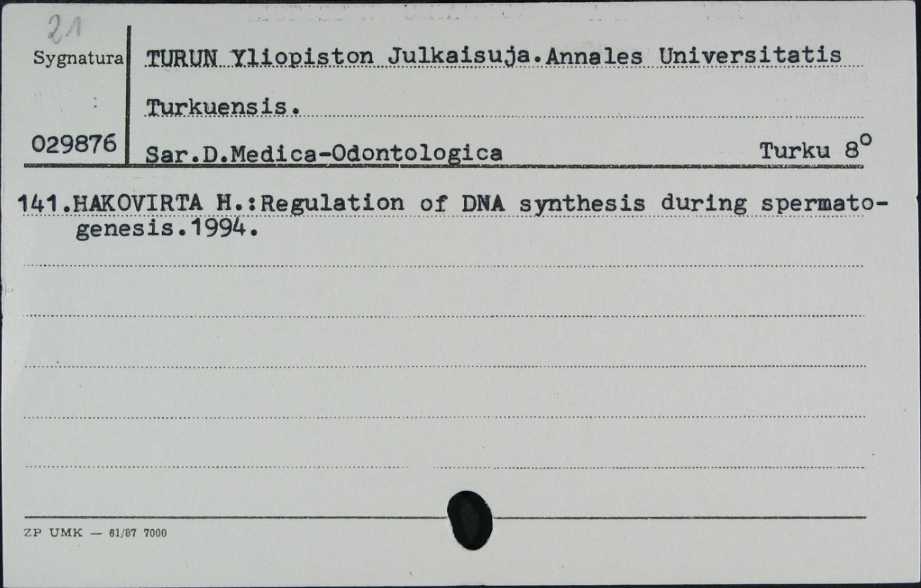 21
Sygnatura
TURUN Yliopiston Julkaisuja.Annales Universitatis
Turkuensis.
029876
Sar.D.Medica-Odontologica Turku 8°
141.HAKOVIRTA H.:Regulation of DNA synthesis during spermato-
genesis.1994.
ZP UMK — 81/87 7000